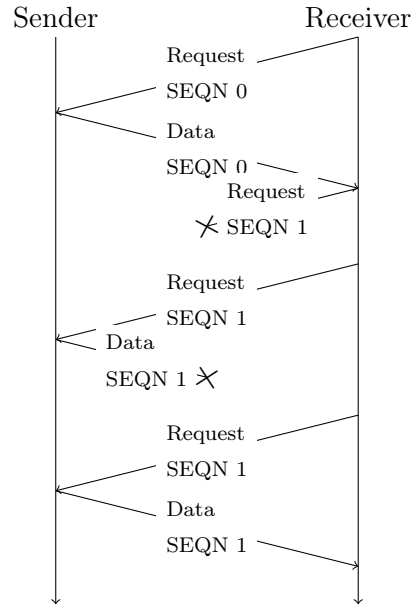 Sender
Receiver
Request
SEQN 0
Data
SEQN 0
Request
SEQN 1
Request
SEQN 1
Data
SEQN 1
Request
SEQN 1
Data
SEQN 1